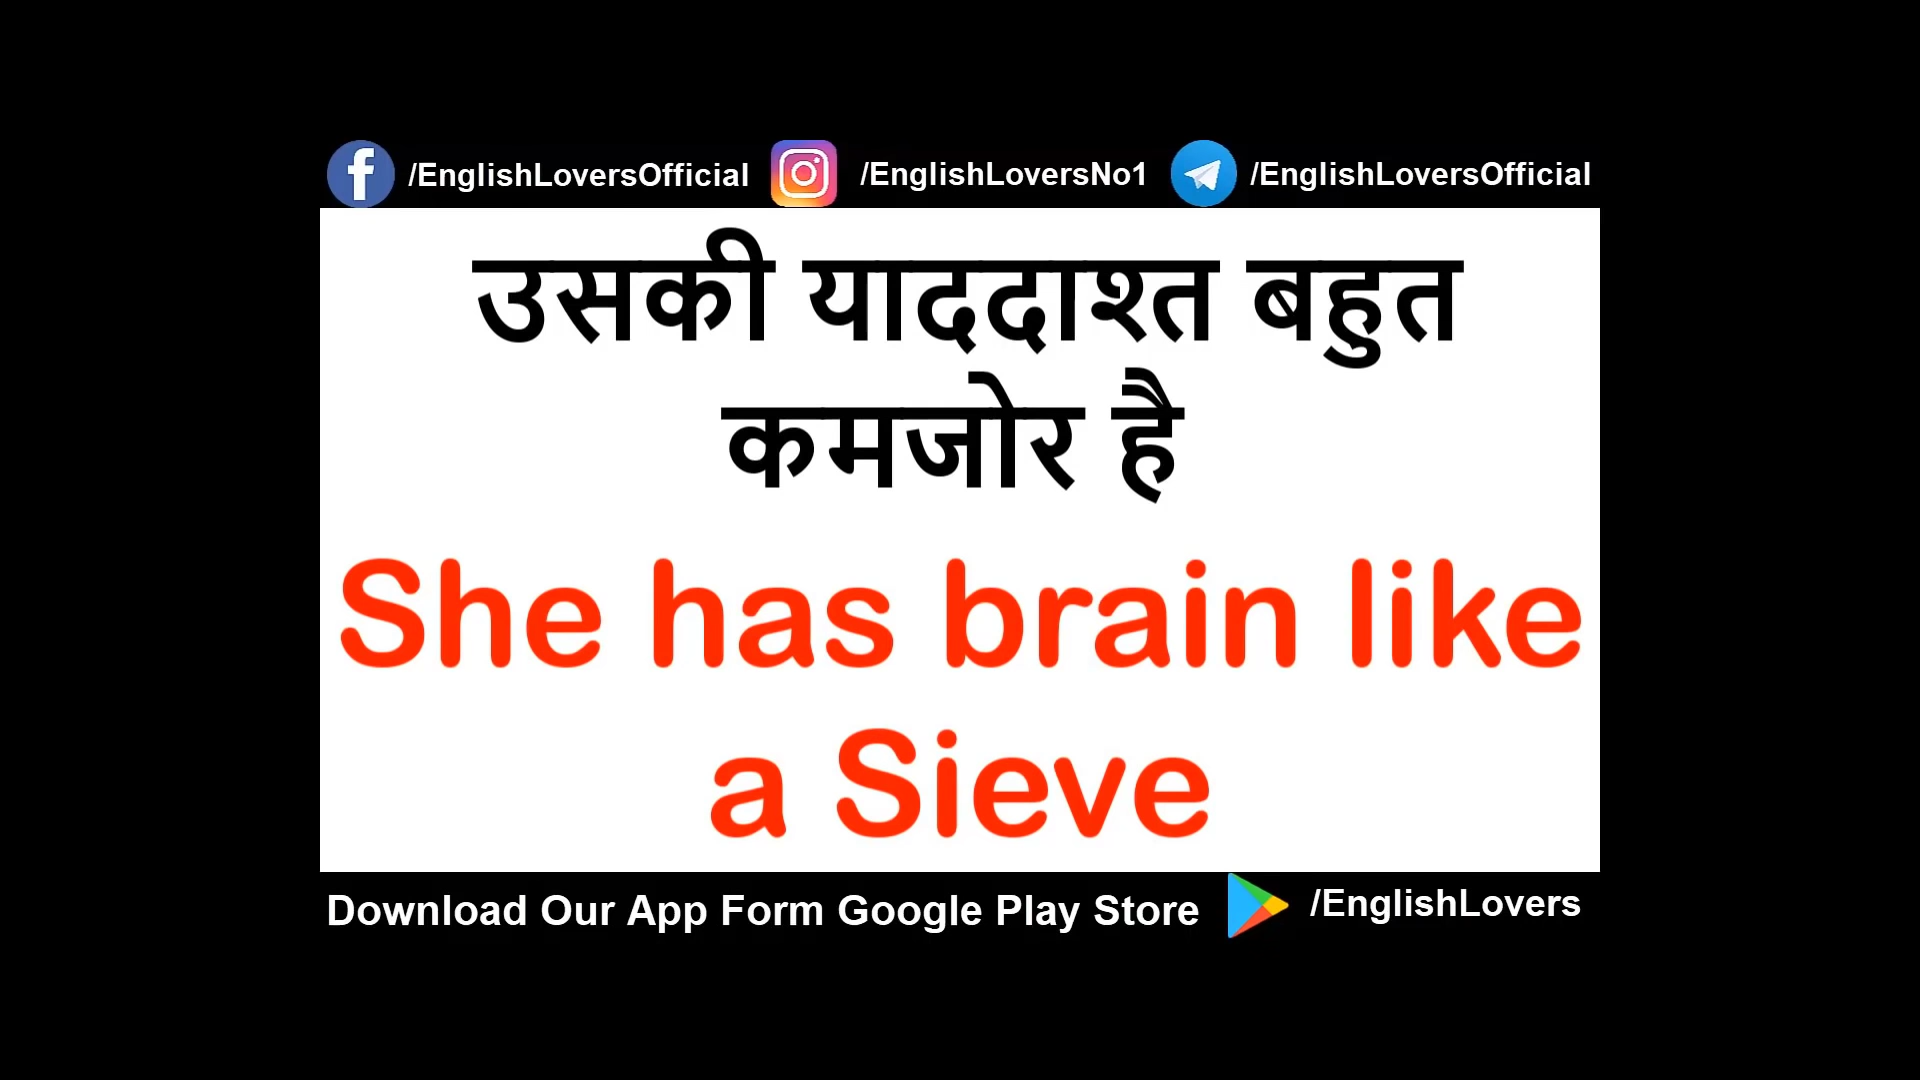 /EnglishLoversOfficial /EnglishLoversNo1 /EnglishLoversOfficial
उसकी याददाश्त बहुत
कमजोर है
She has brain like
a Sieve
Download Our App Form Google Play Store /EnglishLovers